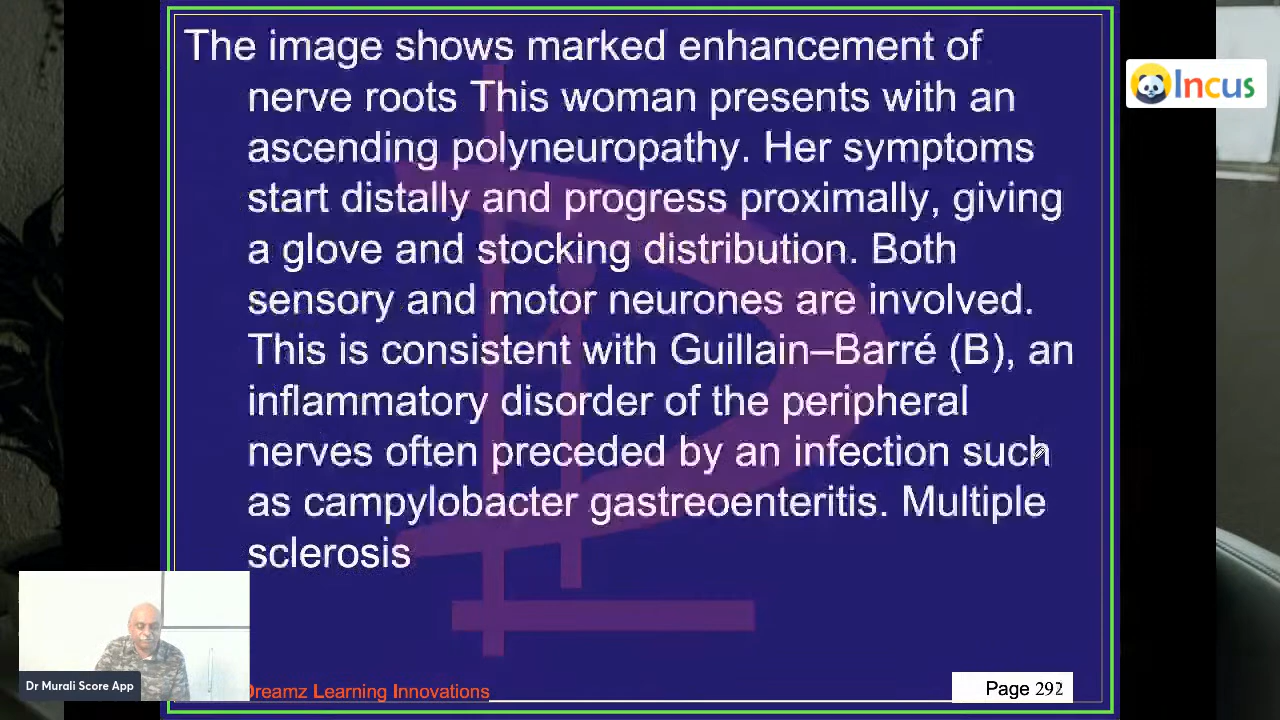 The image shows marked enhancement of
nerve roots This woman presents with an
ascending polyneuropathy. Her symptoms
start distally and progress proximally, giving
a glove and stocking distribution. Both
sensory and motor neurones are involved.
This is consistent with Guillain–Barré (B), an
inflammatory disorder of the peripheral
nerves often preceded by an infection such
as campylobacter gastreoenteritis. Multiple
sclerosis
Incus
Dr Murali Score App
Dreamz Learning Innovations
Page 292